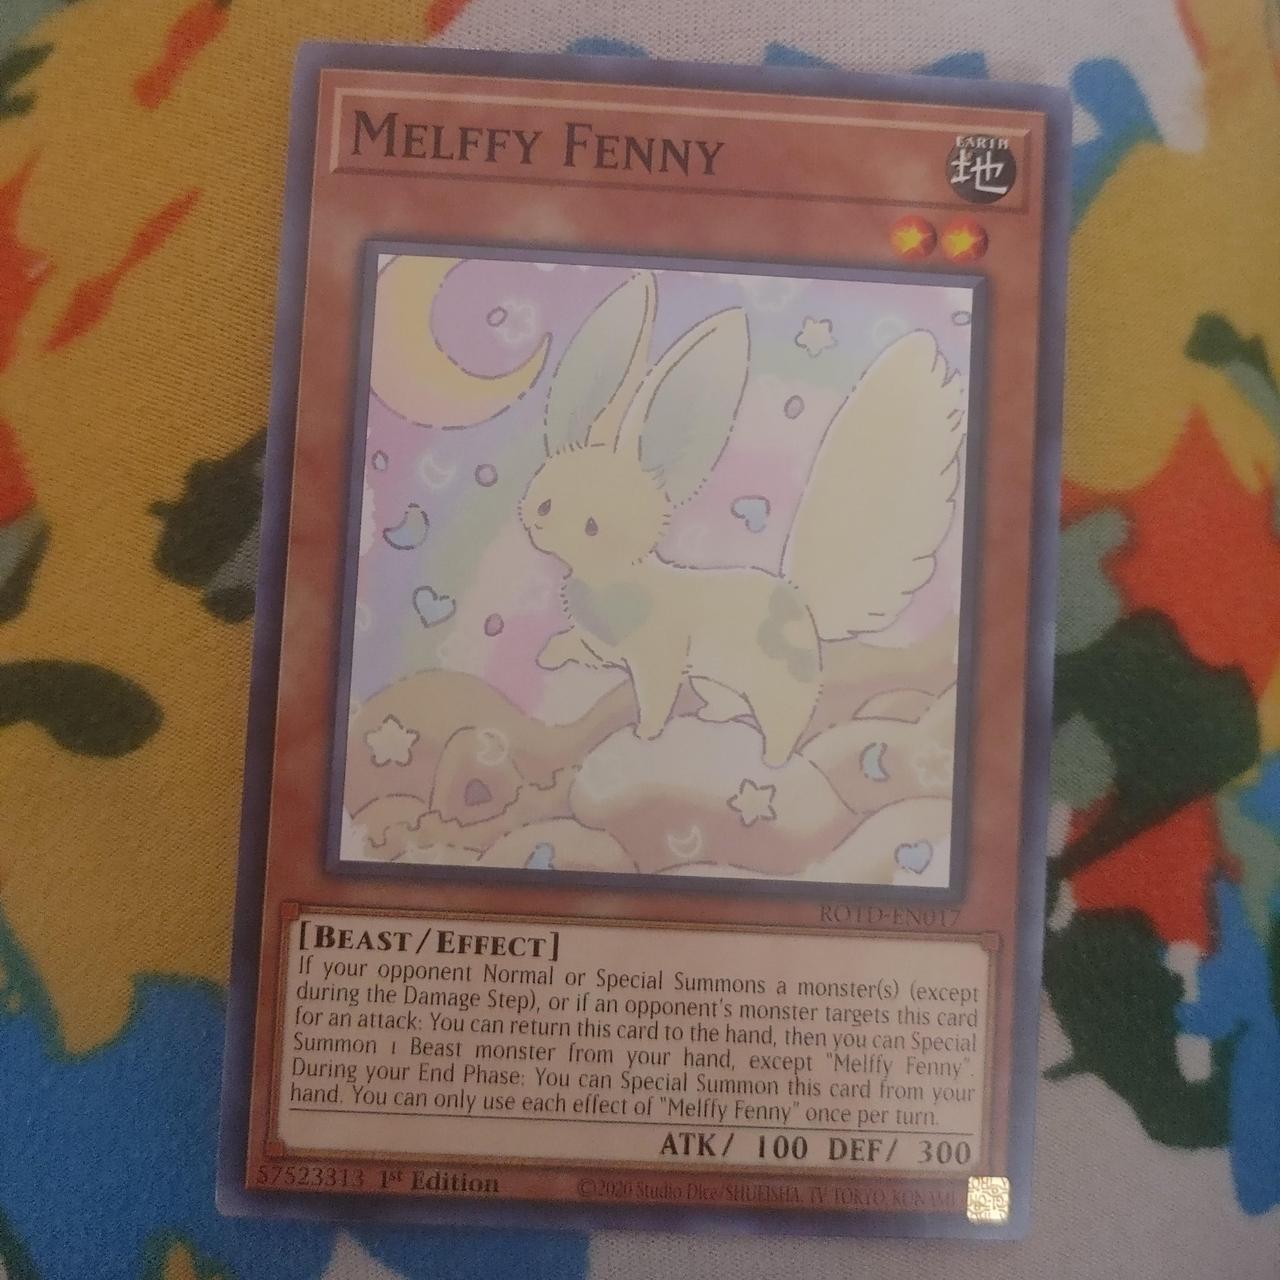 MELFFY FENNY
EARTH
地
ROTD-EN017
[BEAST/EFFECT]
If your opponent Normal or Special Summons a monster(s) (except
during the Damage Step), or if an opponent's monster targets this card
for an attack: You can return this card to the hand, then you can Special
Summon 1 Beast monster from your hand, except "Melffy Fenny".
During your End Phase: You can Special Summon this card from your
hand. You can only use each effect of "Melffy Fenny" once per turn.
ATK/ 100 DEF/ 300
57523313 1st Edition
©2020 Studio Dice/SHUEISHA, TV TOKYO, KONAMI